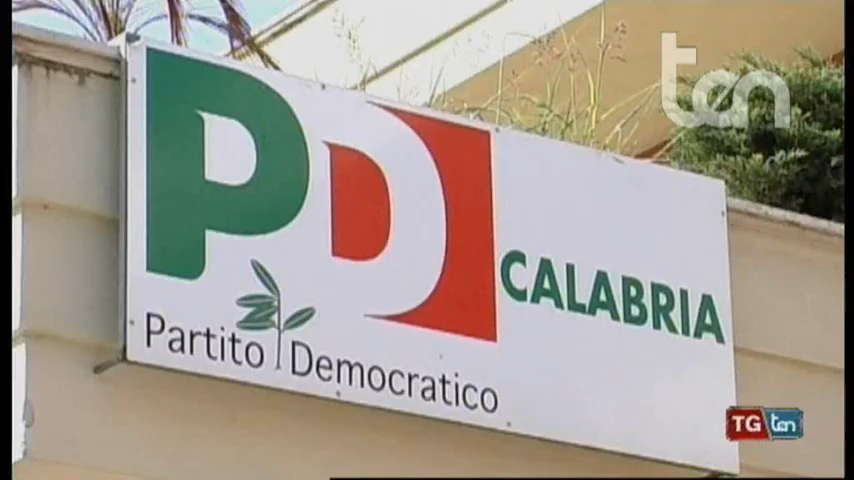 ten
PD
CALABRIA
Partito Democratico
TG ten